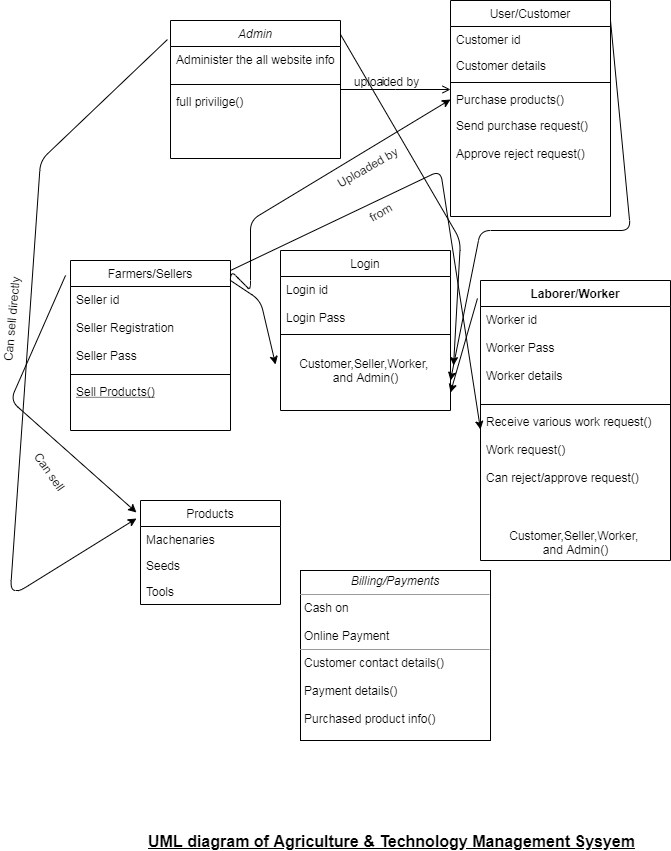 User/Customer
Customer id
Customer details
Purchase products()
Send purchase request()
Approve reject request()
Admin
Administer the all website info
full privilige()
uploaded by
Uploaded by
from
Can sell directly
Farmers/Sellers
Seller id
Seller Registration
Seller Pass
Sell Products()
Login
Login id
Login Pass
Customer,Seller,Worker,
and Admin()
Laborer/Worker
Worker id
Worker Pass
Worker details
Receive various work request()
Work request()
Can reject/approve request()
Customer,Seller,Worker,
and Admin()
Can sell
Products
Machenaries
Seeds
Tools
Billing/Payments
Cash on
Online Payment
Customer contact details()
Payment details()
Purchased product info()
UML diagram of Agriculture & Technology Management Sysyem